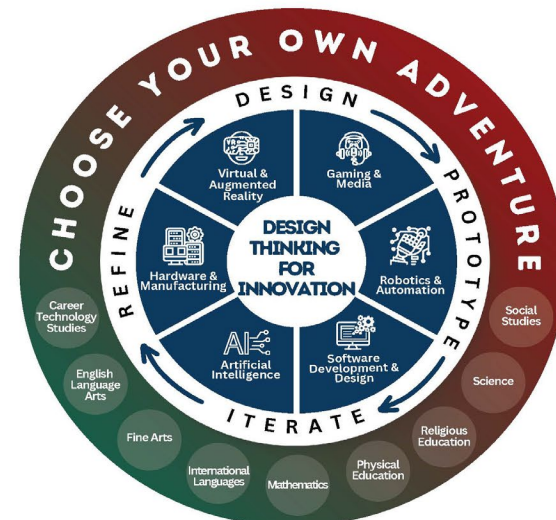 CHOOSE YOUR OWN ADVENTURE
DESIGN
PROTOTYPE
ITERATE
REFINE
Virtual &
Augmented
Reality
Gaming &
Media
Hardware &
Manufacturing
DESIGN
THINKING
FOR
INNOVATION
Robotics &
Automation
AI
Artificial
Intelligence
Software
Development &
Design
Career
Technology
Studies
English
Language
Arts
Fine Arts
International
Languages
Mathematics
Physical
Education
Religious
Education
Science
Social
Studies